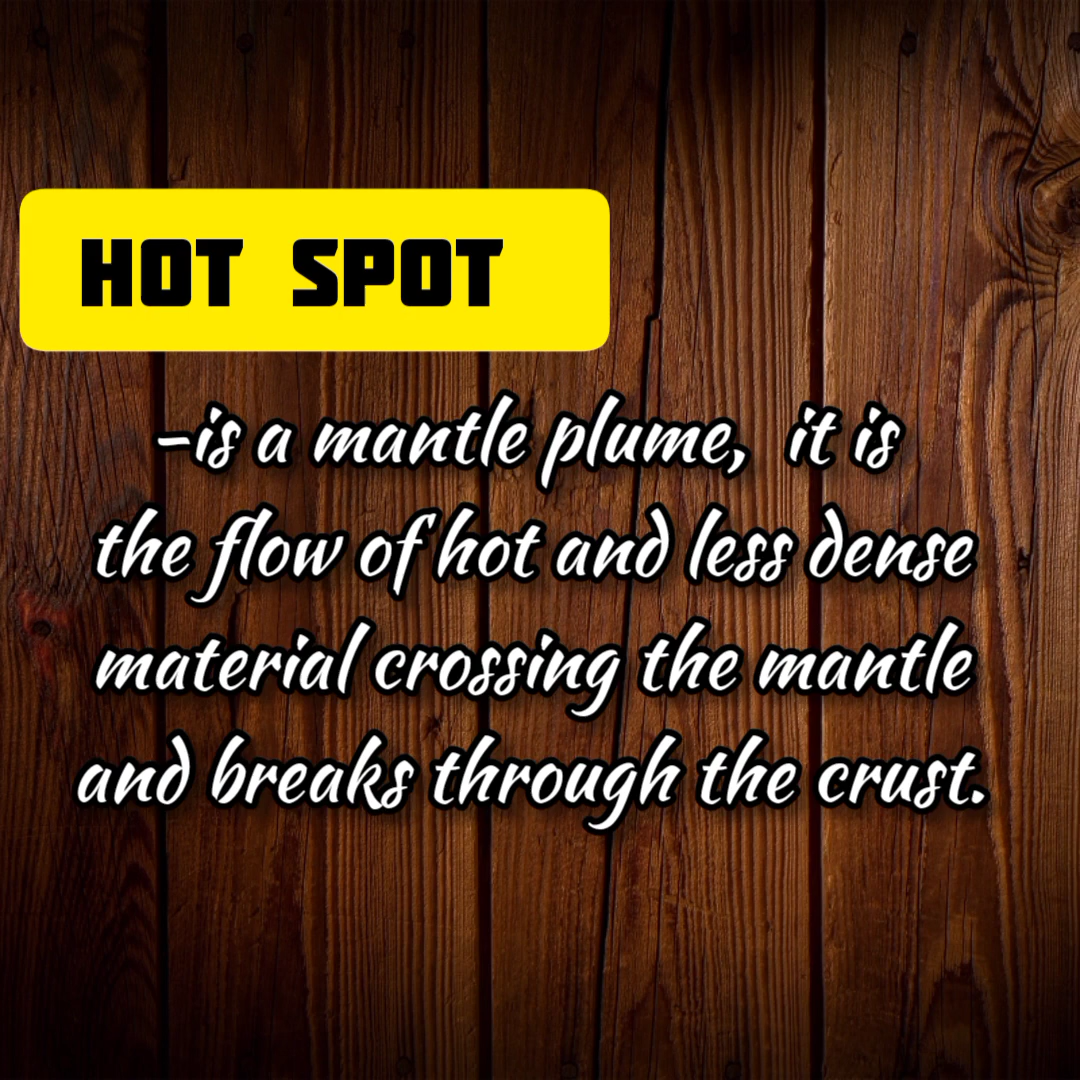 HOT SPOT
-is a mantle plume, it is
the flow of hot and less dense
material crossing the mantle
and breaks through the crust.